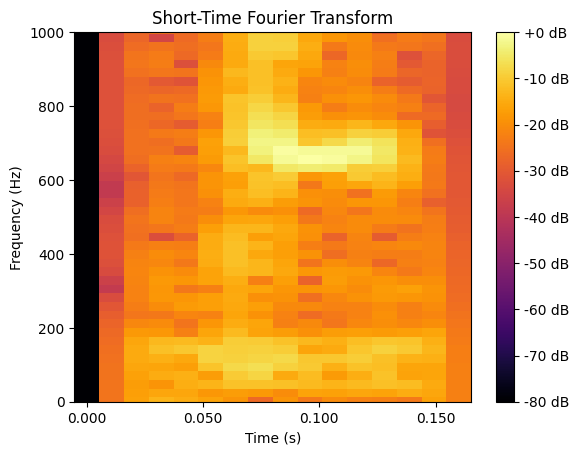 Short-Time Fourier Transform
Frequency (Hz)
1000
800
600
400
200
0
0.000
0.050
0.100
0.150
Time (s)
+0 dB
-10 dB
-20 dB
-30 dB
-40 dB
-50 dB
-60 dB
-70 dB
-80 dB